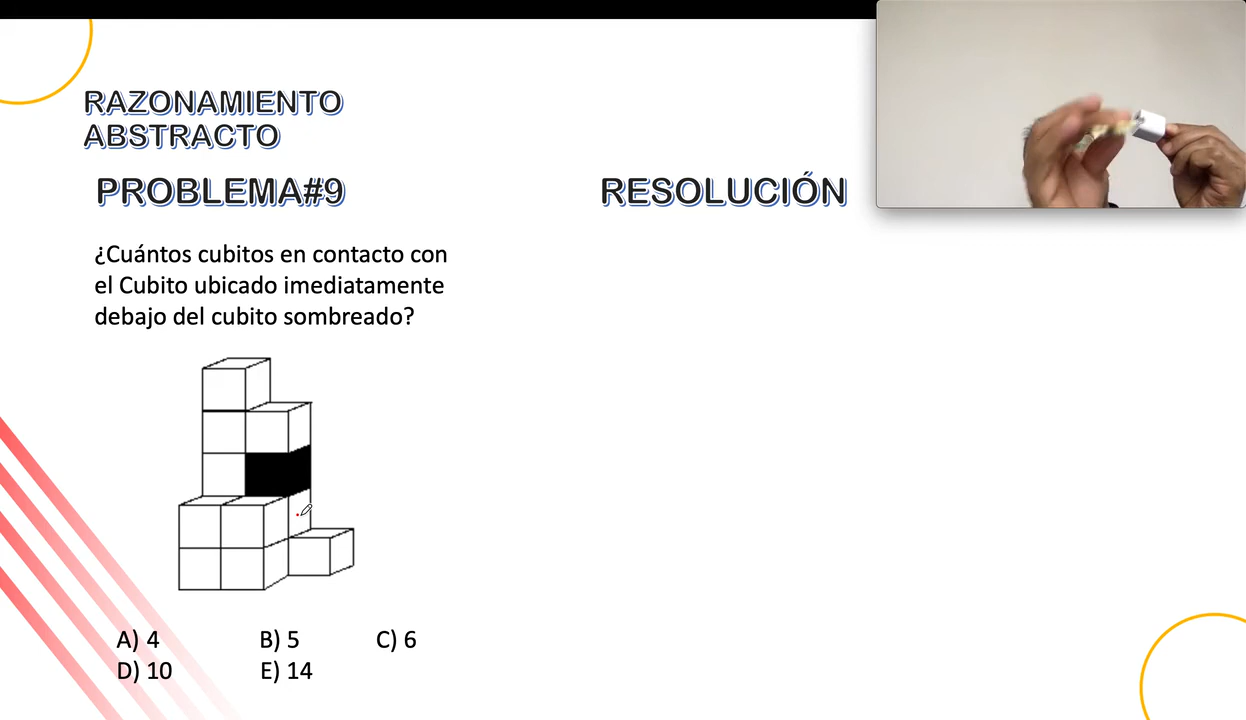 RAZONAMIENTO
ABSTRACTO
PROBLEMA#9
RESOLUCIÓN
¿Cuántos cubitos en contacto con
el Cubito ubicado imediatamente
debajo del cubito sombreado?
A) 4 B) 5 C) 6
D) 10 E) 14